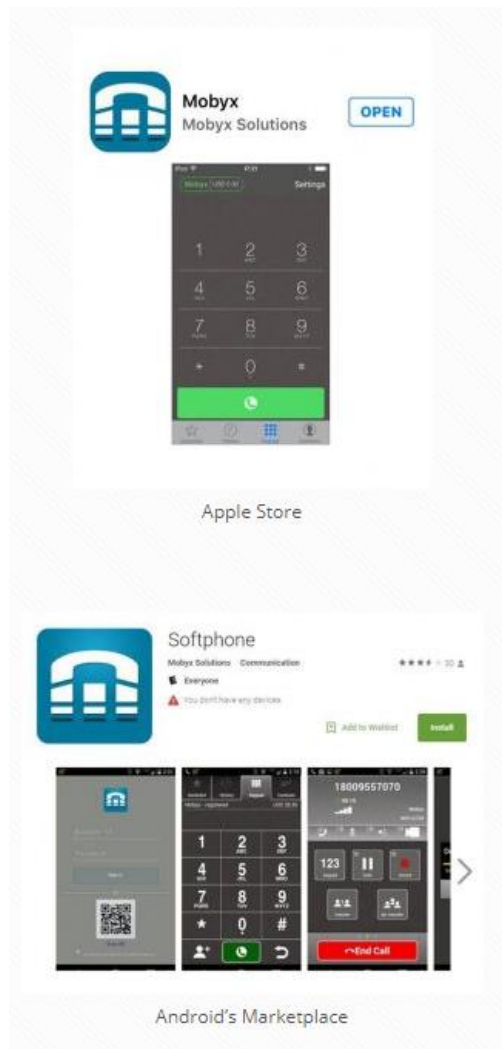 Mobyx
Mobyx Solutions
OPEN
Mobyx
Settings
1 2 3
4 5 6
7 8 9
* 0 #
Apple Store
Softphone
Mobyx Solutions Communication
Everyone
You don't have any devices
Add to Wishlist
Install
Mobyx - registered
1 2 3
4 5 6
7 8 9
* 0 #
18009557070
123
End Call
Android's Marketplace